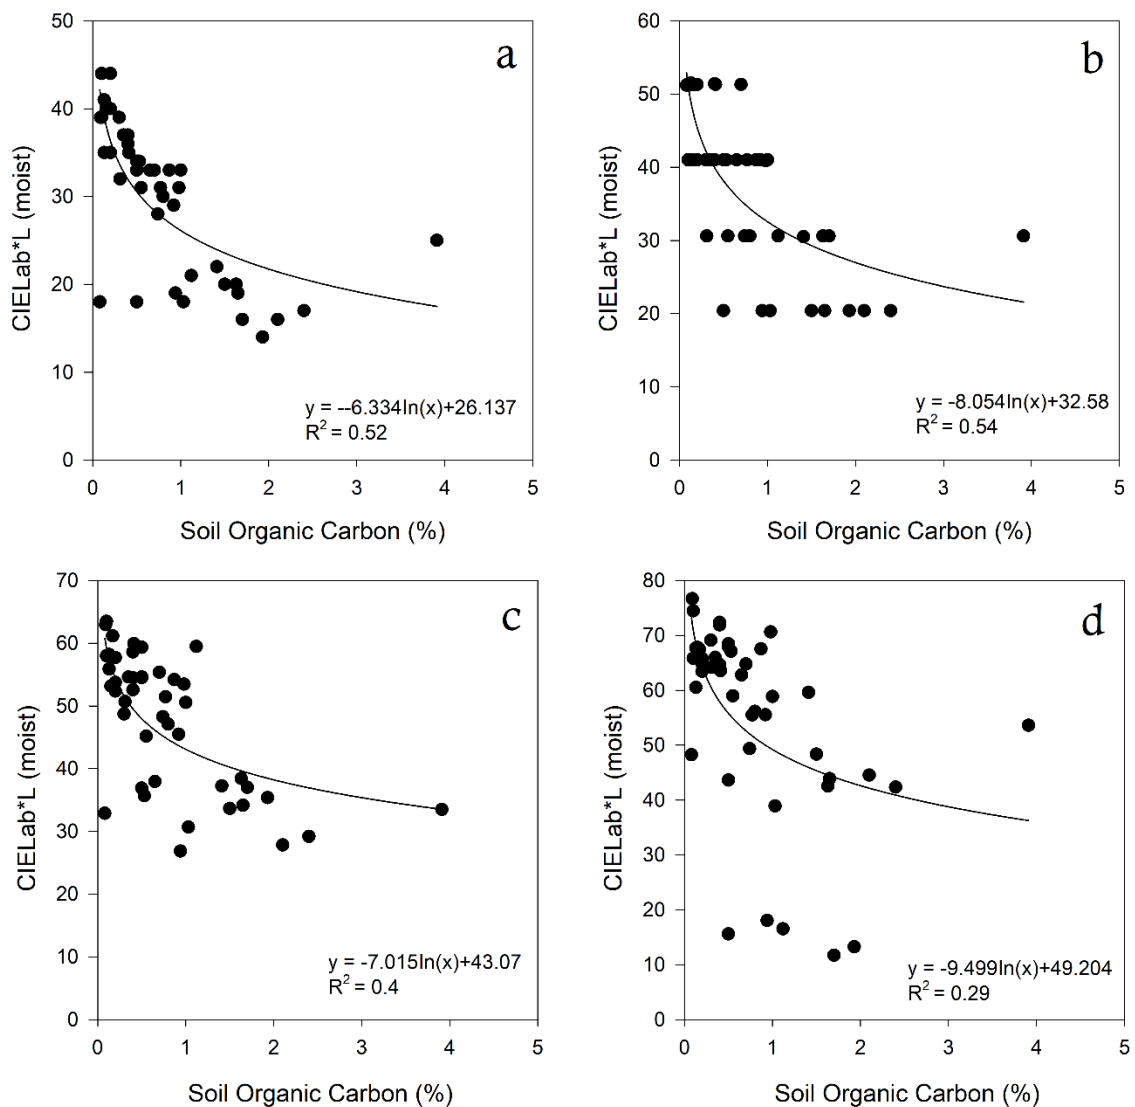 a
50
40
30
20
10
0
CIELab*L (moist)
y = --6.334ln(x)+26.137
R² = 0.52
0 1 2 3 4 5
Soil Organic Carbon (%)
b
60
50
40
30
20
10
0
CIELab*L (moist)
y = -8.054ln(x)+32.58
R² = 0.54
0 1 2 3 4 5
Soil Organic Carbon (%)
c
70
60
50
40
30
20
10
0
CIELab*L (moist)
y = -7.015ln(x)+43.07
R² = 0.4
0 1 2 3 4 5
Soil Organic Carbon (%)
d
80
70
60
50
40
30
20
10
0
CIELab*L (moist)
y = -9.499ln(x)+49.204
R² = 0.29
0 1 2 3 4 5
Soil Organic Carbon (%)